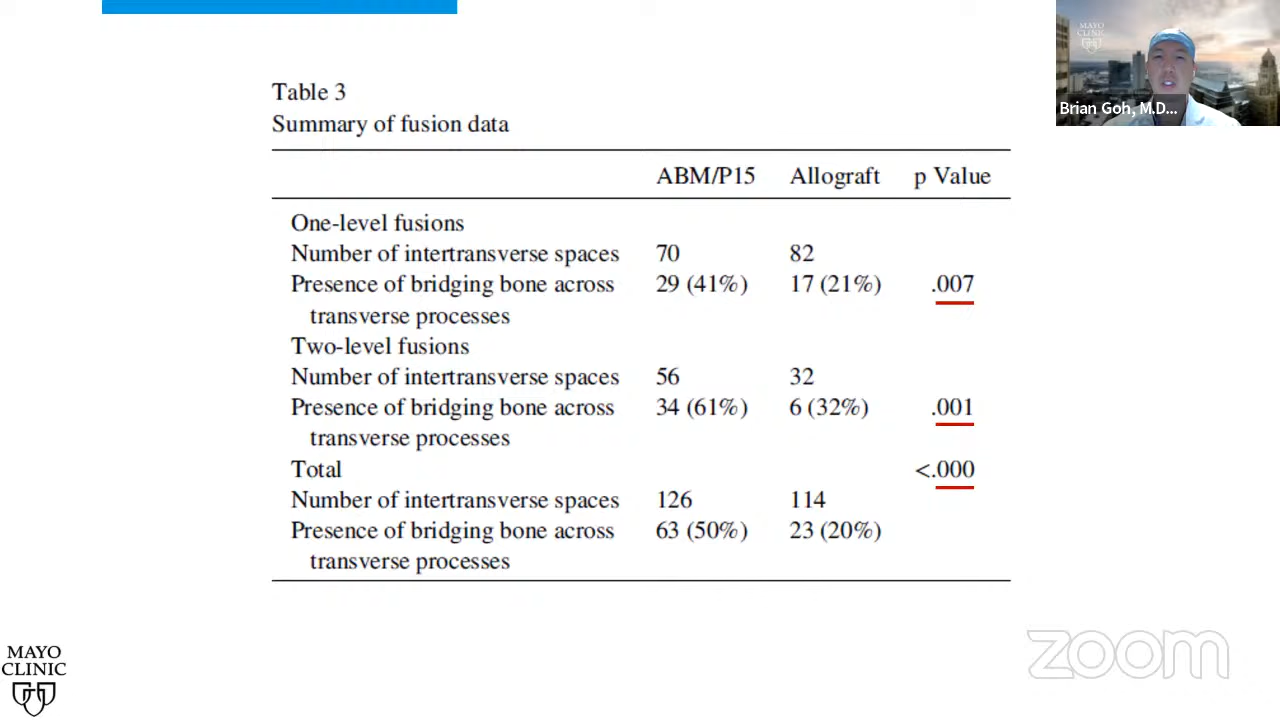 MAYO
CLINIC
Brian Goh, M.D...
Table 3
Summary of fusion data
ABM/P15 Allograft p Value
One-level fusions
Number of intertransverse spaces 70 82
Presence of bridging bone across 29 (41%) 17 (21%) .007
transverse processes
Two-level fusions
Number of intertransverse spaces 56 32
Presence of bridging bone across 34 (61%) 6 (32%) .001
transverse processes
Total <.000
Number of intertransverse spaces 126 114
Presence of bridging bone across 63 (50%) 23 (20%)
transverse processes
MAYO
CLINIC
zoom